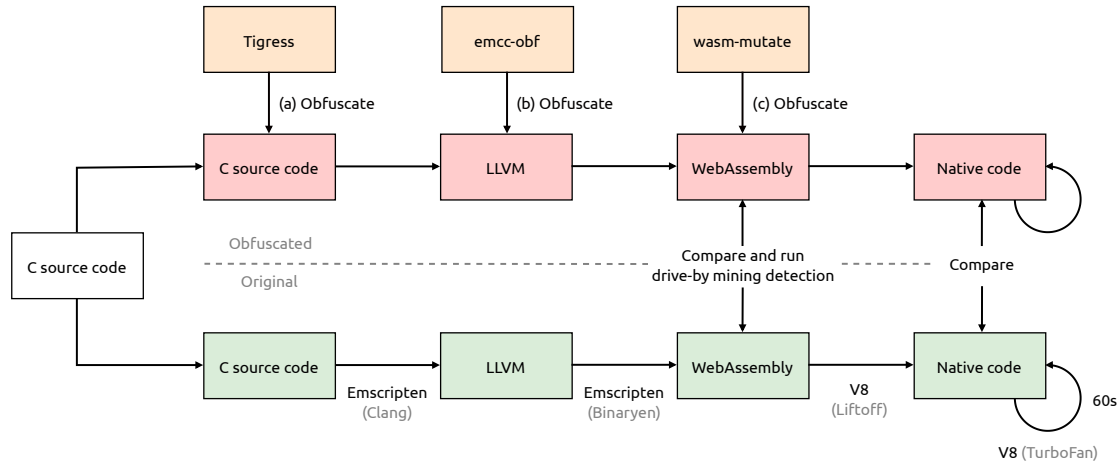 Tigress
emcc-obf
wasm-mutate
(a) Obfuscate
(b) Obfuscate
(c) Obfuscate
C source code
LLVM
WebAssembly
Native code
Obfuscated
C source code
Original
Compare and run
drive-by mining detection
Compare
C source code
LLVM
WebAssembly
Native code
Emscripten
(Clang)
Emscripten
(Binaryen)
V8
(Liftoff)
60s
V8 (TurboFan)